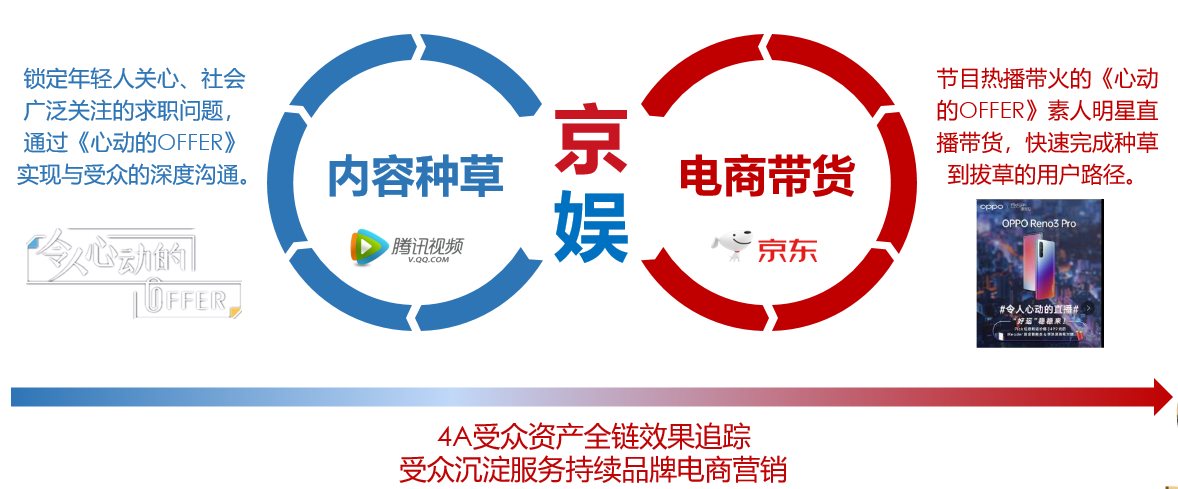 锁定年轻人关心、社会
广泛关注的求职问题，
通过《心动的OFFER》
实现与受众的深度沟通。
令人心动的
OFFER
内容种草
腾讯视频
V.QQ.COM
京
娱
电商带货
京东
节目热播带火的《心动
的OFFER》素人明星直
播带货，快速完成种草
到拔草的用户路径。
oppo
OPPO Reno3 Pro
#令人心动的直播#
“好运”稳稳来！
4A受众资产全链效果追踪
受众沉淀服务持续品牌电商营销